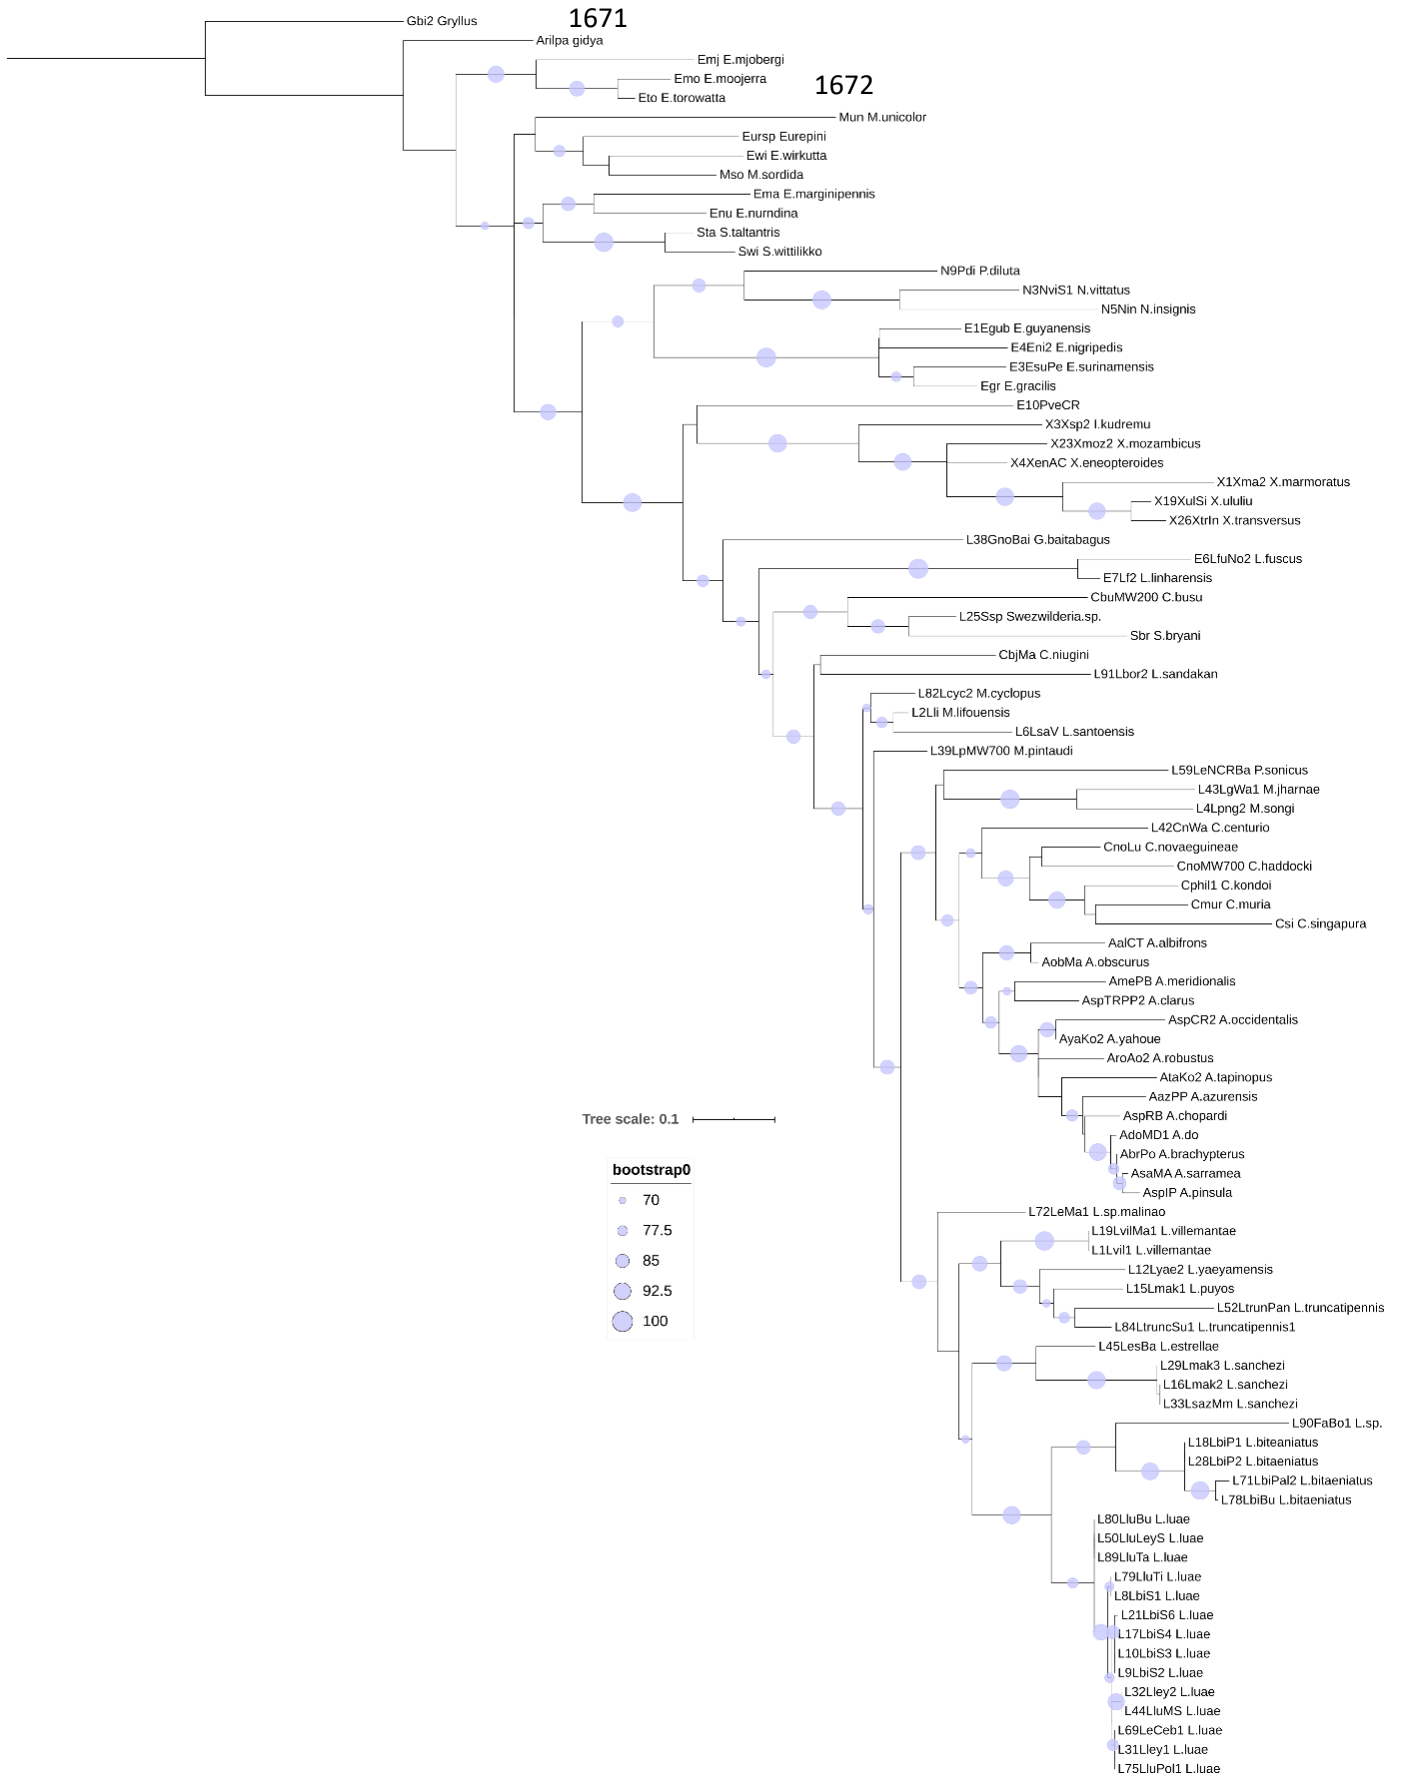 Gbi2 Gryllus
1671
Arilpa gidya
Emj E.mjobergi
Emo E.moojerra
1672
Eto E.torowatta
Mun M.unicolor
Eursp Eurepini
Ewi E.wirkutta
Mso M.sordida
Ema E.marginipennis
Enu E.nurndina
Sta S.taltantris
Swi S.wittilikko
N9Pdi P.diluta
N3NviS1 N.vittatus
N5Nin N.insignis
E1Egub E.guyanensis
E4Eni2 E.nigripedis
E3EsuPe E.surinamensis
Egr E.gracilis
E10PveCR
X3Xsp2 I.kudremu
X23Xmoz2 X.mozambicus
X4XenAC X.eneopteroides
X1Xma2 X.marmoratus
X19XulSi X.ululiu
X26XtrIn X.transversus
L38GnoBai G.baitabagus
E6LfuNo2 L.fuscus
E7Lf2 L.linharensis
CbuMW200 C.busu
L25Ssp Swezwilderia.sp.
Sbr S.bryani
CbjMa C.niugini
L91Lbor2 L.sandakan
L82Lcyc2 M.cyclopus
L2Lli M.lifouensis
L6LsaV L.santoensis
L39LpMW700 M.pintaudi
L59LeNCRBa P.sonicus
L43LgWa1 M.jharnae
L4Lpng2 M.songi
L42CnWa C.centurio
CnoLu C.novaeguineae
CnoMW700 C.haddocki
Cphil1 C.kondoi
Cmur C.muria
Csi C.singapura
AalCT A.albifrons
AobMa A.obscurus
AmePB A.meridionalis
AspTRPP2 A.clarus
AspCR2 A.occidentalis
AyaKo2 A.yahoue
AroAo2 A.robustus
AtaKo2 A.tapinopus
AazPP A.azurensis
AspRB A.chopardi
Tree scale: 0.1
AdoMD1 A.do
AbrPo A.brachypterus
bootstrap0
AsaMA A.sarramea
AspIP A.pinsula
70
L72LeMa1 L.sp.malinao
77.5
L19LvilMa1 L.villemantae
L1Lvil1 L.villemantae
85
L12Lyae2 L.yaeyamensis
L15Lmak1 L.puyos
92.5
L52LtrunPan L.truncatipennis
100
L84LtruncSu1 L.truncatipennis1
L45LesBa L.estrellae
L29Lmak3 L.sanchezi
L16Lmak2 L.sanchezi
L33LsazMm L.sanchezi
L90FaBo1 L.sp.
L18LbiP1 L.biteaniatus
L28LbiP2 L.bitaeniatus
L71LbiPal2 L.bitaeniatus
L78LbiBu L.bitaeniatus
L80LluBu L.luae
L50LluLeyS L.luae
L89LluTa L.luae
L79LluTi L.luae
L8LbiS1 L.luae
L21LbiS6 L.luae
L17LbiS4 L.luae
L10LbiS3 L.luae
L9LbiS2 L.luae
L32Lley2 L.luae
L44LluMS L.luae
L69LeCeb1 L.luae
L31Lley1 L.luae
L75LluPol1 L.luae